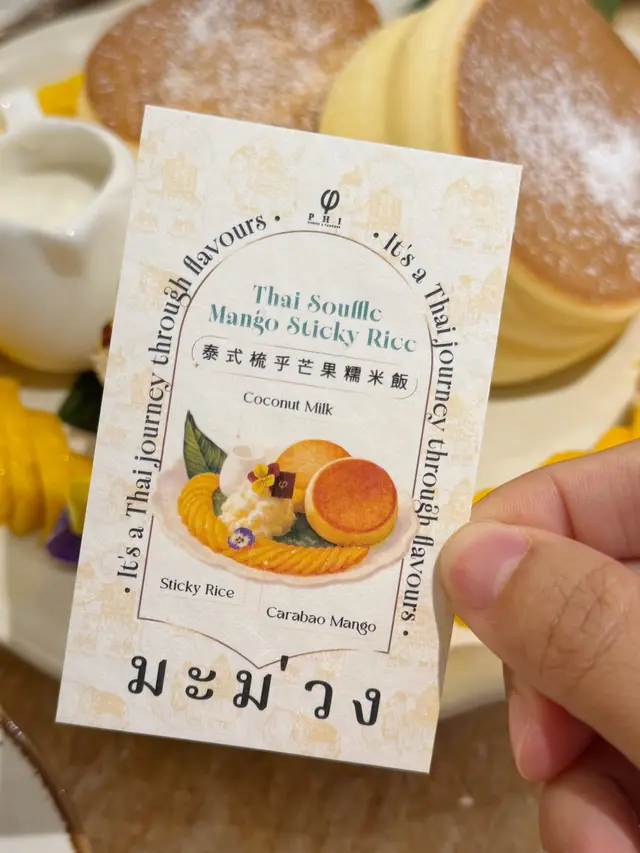 φ
PHI
• It's a Thai journey through flavours •
• It's a Thai journey through flavours •
Thai Souffle
Mango Sticky Rice
泰式梳乎芒果糯米飯
Coconut Milk
Sticky Rice
Carabao Mango
มะม่วง